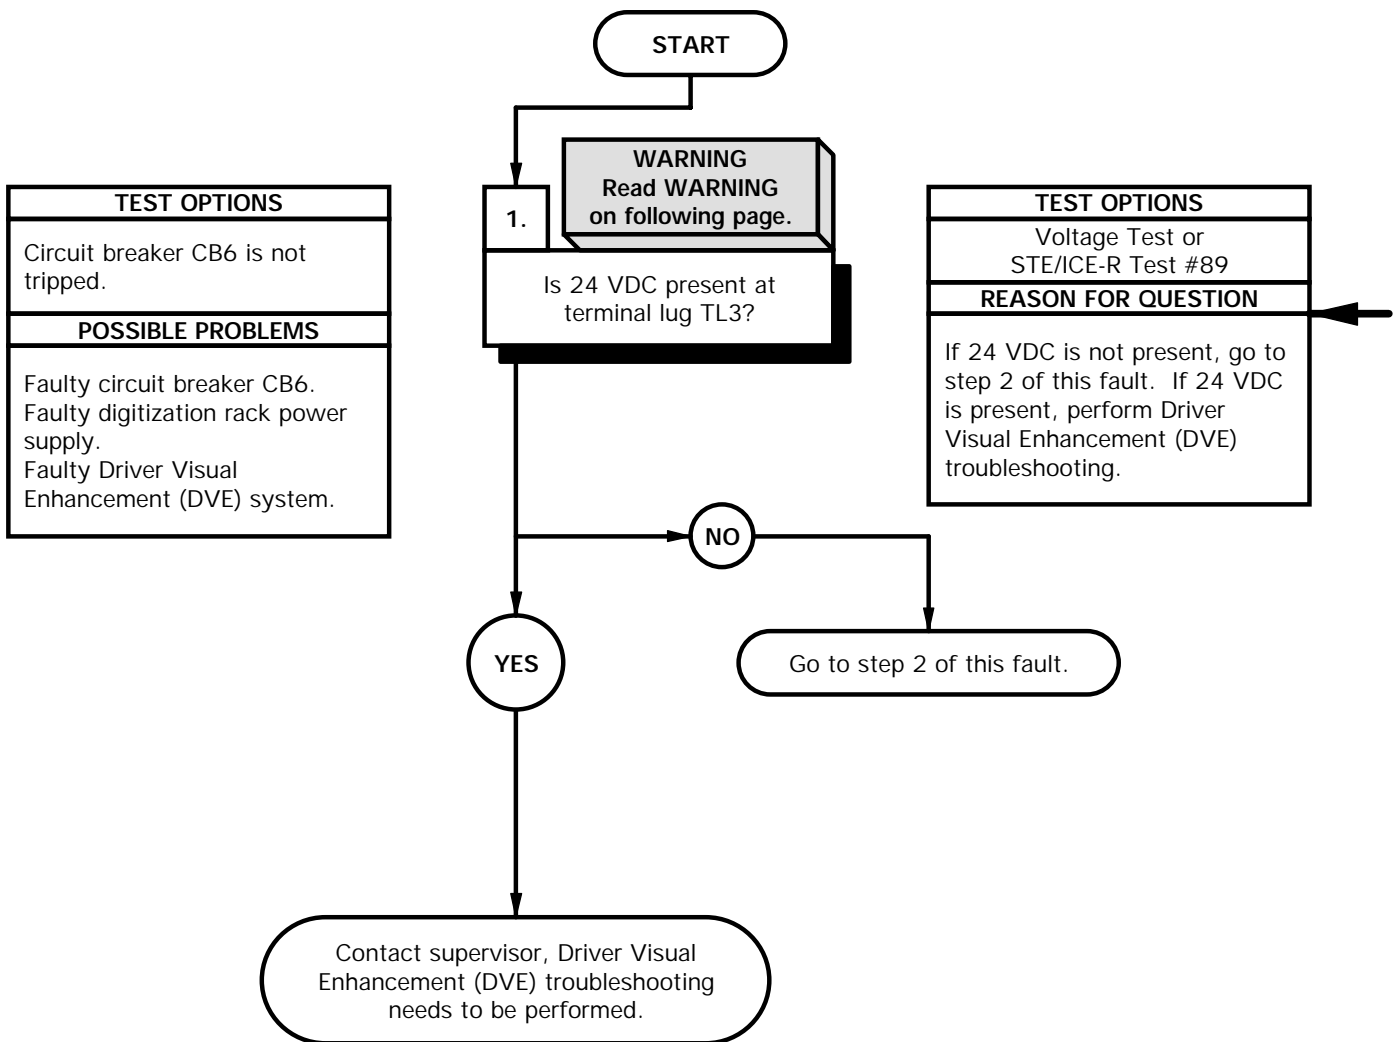 START
WARNING
Read WARNING
on following page.
1.
Is 24 VDC present at
terminal lug TL3?
TEST OPTIONS
Circuit breaker CB6 is not
tripped.
POSSIBLE PROBLEMS
Faulty circuit breaker CB6.
Faulty digitization rack power
supply.
Faulty Driver Visual
Enhancement (DVE) system.
TEST OPTIONS
Voltage Test or
STE/ICE-R Test #89
REASON FOR QUESTION
If 24 VDC is not present, go to
step 2 of this fault. If 24 VDC
is present, perform Driver
Visual Enhancement (DVE)
troubleshooting.
NO
YES
Go to step 2 of this fault.
Contact supervisor, Driver Visual
Enhancement (DVE) troubleshooting
needs to be performed.